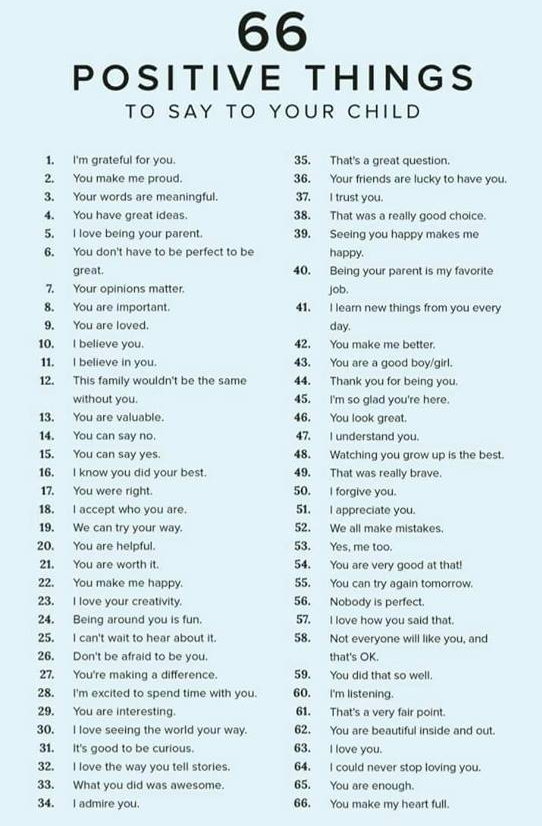 66
POSITIVE THINGS
TO SAY TO YOUR CHILD
1. I'm grateful for you.
2. You make me proud.
3. Your words are meaningful.
4. You have great ideas.
5. I love being your parent.
6. You don't have to be perfect to be
great.
7. Your opinions matter.
8. You are important.
9. You are loved.
10. I believe you.
11. I believe in you.
12. This family wouldn't be the same
without you.
13. You are valuable.
14. You can say no.
15. You can say yes.
16. I know you did your best.
17. You were right.
18. I accept who you are.
19. We can try your way.
20. You are helpful.
21. You are worth it.
22. You make me happy.
23. I love your creativity.
24. Being around you is fun.
25. I can't wait to hear about it.
26. Don't be afraid to be you.
27. You're making a difference.
28. I'm excited to spend time with you.
29. You are interesting.
30. I love seeing the world your way.
31. It's good to be curious.
32. I love the way you tell stories.
33. What you did was awesome.
34. I admire you.
35. That's a great question.
36. Your friends are lucky to have you.
37. I trust you.
38. That was a really good choice.
39. Seeing you happy makes me
happy.
40. Being your parent is my favorite
job.
41. I learn new things from you every
day.
42. You make me better.
43. You are a good boy/girl.
44. Thank you for being you.
45. I'm so glad you're here.
46. You look great.
47. I understand you.
48. Watching you grow up is the best.
49. That was really brave.
50. I forgive you.
51. I appreciate you.
52. We all make mistakes.
53. Yes, me too.
54. You are very good at that!
55. You can try again tomorrow.
56. Nobody is perfect.
57. I love how you said that.
58. Not everyone will like you, and
that's OK.
59. You did that so well.
60. I'm listening.
61. That's a very fair point.
62. You are beautiful inside and out.
63. I love you.
64. I could never stop loving you.
65. You are enough.
66. You make my heart full.